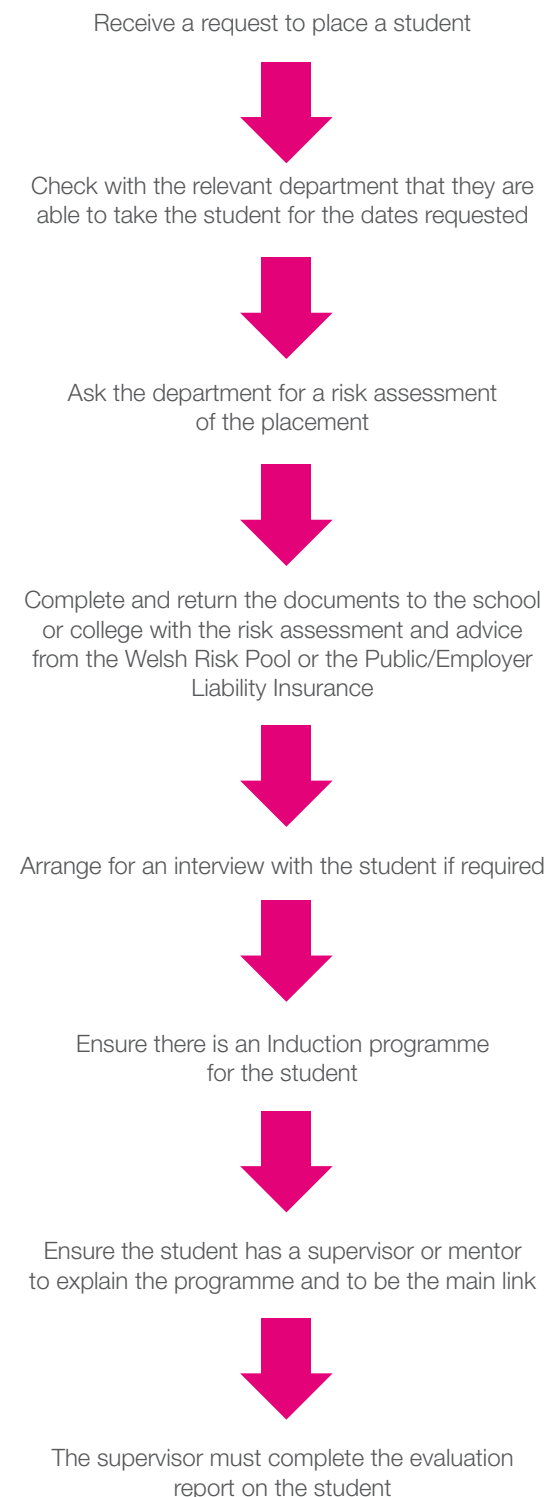 Receive a request to place a student
Check with the relevant department that they are
able to take the student for the dates requested
Ask the department for a risk assessment
of the placement
Complete and return the documents to the school
or college with the risk assessment and advice
from the Welsh Risk Pool or the Public/Employer
Liability Insurance
Arrange for an interview with the student if required
Ensure there is an Induction programme
for the student
Ensure the student has a supervisor or mentor
to explain the programme and to be the main link
The supervisor must complete the evaluation
report on the student